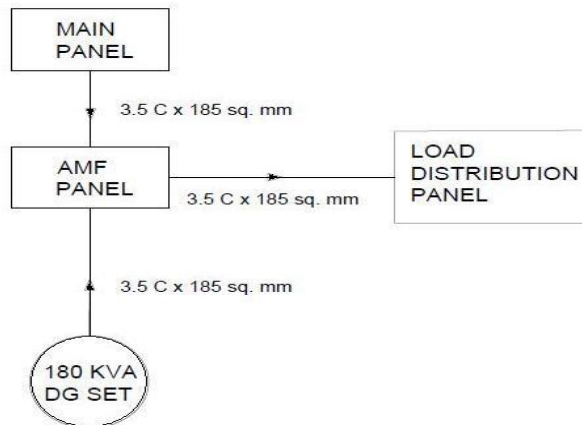 MAIN
PANEL
3.5 C x 185 sq. mm
AMF
PANEL
3.5 C x 185 sq. mm
LOAD
DISTRIBUTION
PANEL
3.5 C x 185 sq. mm
180 KVA
DG SET